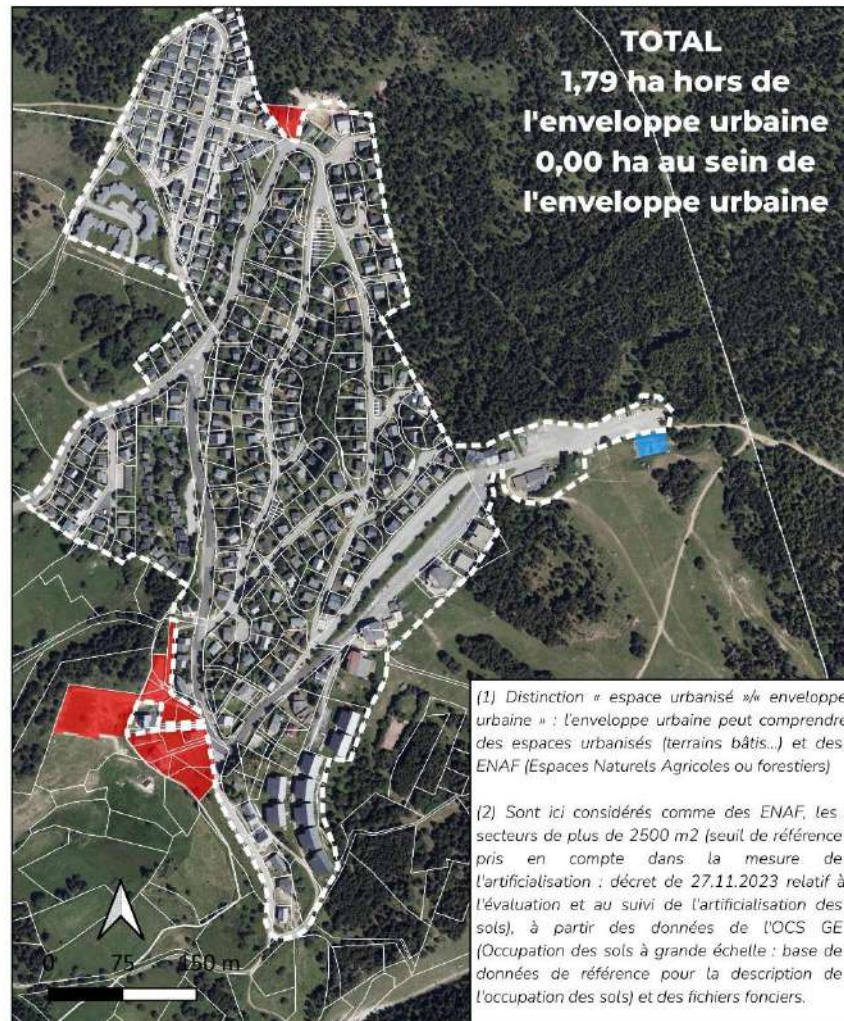 TOTAL
1,79 ha hors de
l'enveloppe urbaine
0,00 ha au sein de
l'enveloppe urbaine
(1) Distinction « espace urbanisé »/« enveloppe
urbaine » : l'enveloppe urbaine peut comprendre
des espaces urbanisés (terrains bâtis...) et des
ENAF (Espaces Naturels Agricoles ou forestiers)
(2) Sont ici considérés comme des ENAF, les
secteurs de plus de 2500 m2 (seuil de référence
pris en compte dans la mesure de
l'artificialisation : décret de 27.11.2023 relatif à
l'évaluation et au suivi de l'artificialisation des
sols), à partir des données de l'OCS GE
(Occupation des sols à grande échelle : base de
données de référence pour la description de
l'occupation des sols) et des fichiers fonciers.
0 75 150 m